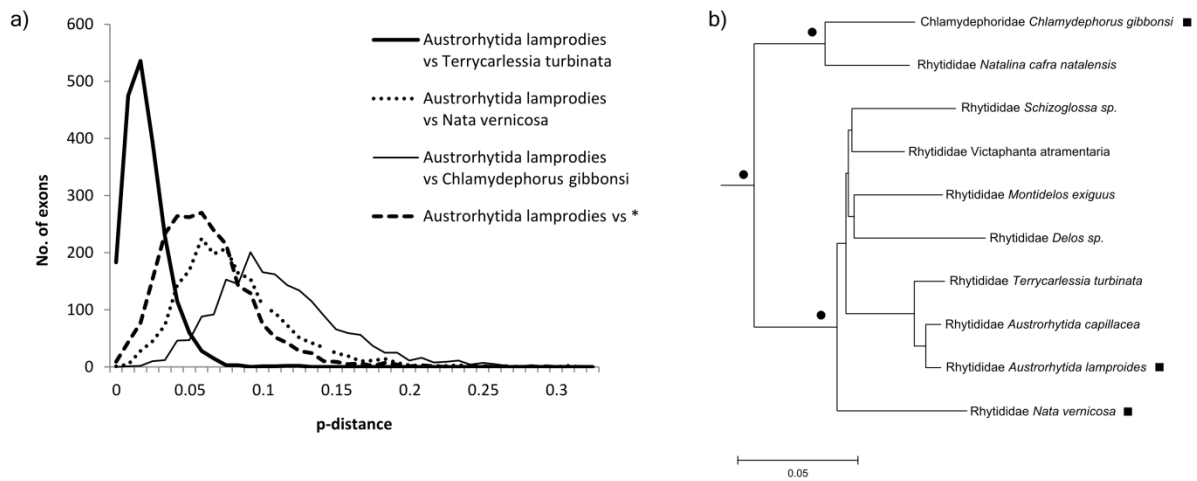 a)
600
500
400
300
200
100
0
No. of exons
0
0.05
0.1
0.15
0.2
0.25
0.3
p-distance
Austrorhytida lamprodies
vs Terrycarlessia turbinata
Austrorhytida lamprodies
vs Nata vernicosa
Austrorhytida lamprodies
vs Chlamydephorus gibbonsi
Austrorhytida lamprodies vs *
b)
Chlamydephoridae Chlamydephorus gibbonsi
Rhytididae Natalina cafra natalensis
Rhytididae Schizoglossa sp.
Rhytididae Victaphanta atramentaria
Rhytididae Montidelos exiguus
Rhytididae Delos sp.
Rhytididae Terrycarlessia turbinata
Rhytididae Austrorhytida capillacea
Rhytididae Austrorhytida lamproides
Rhytididae Nata vernicosa
0.05